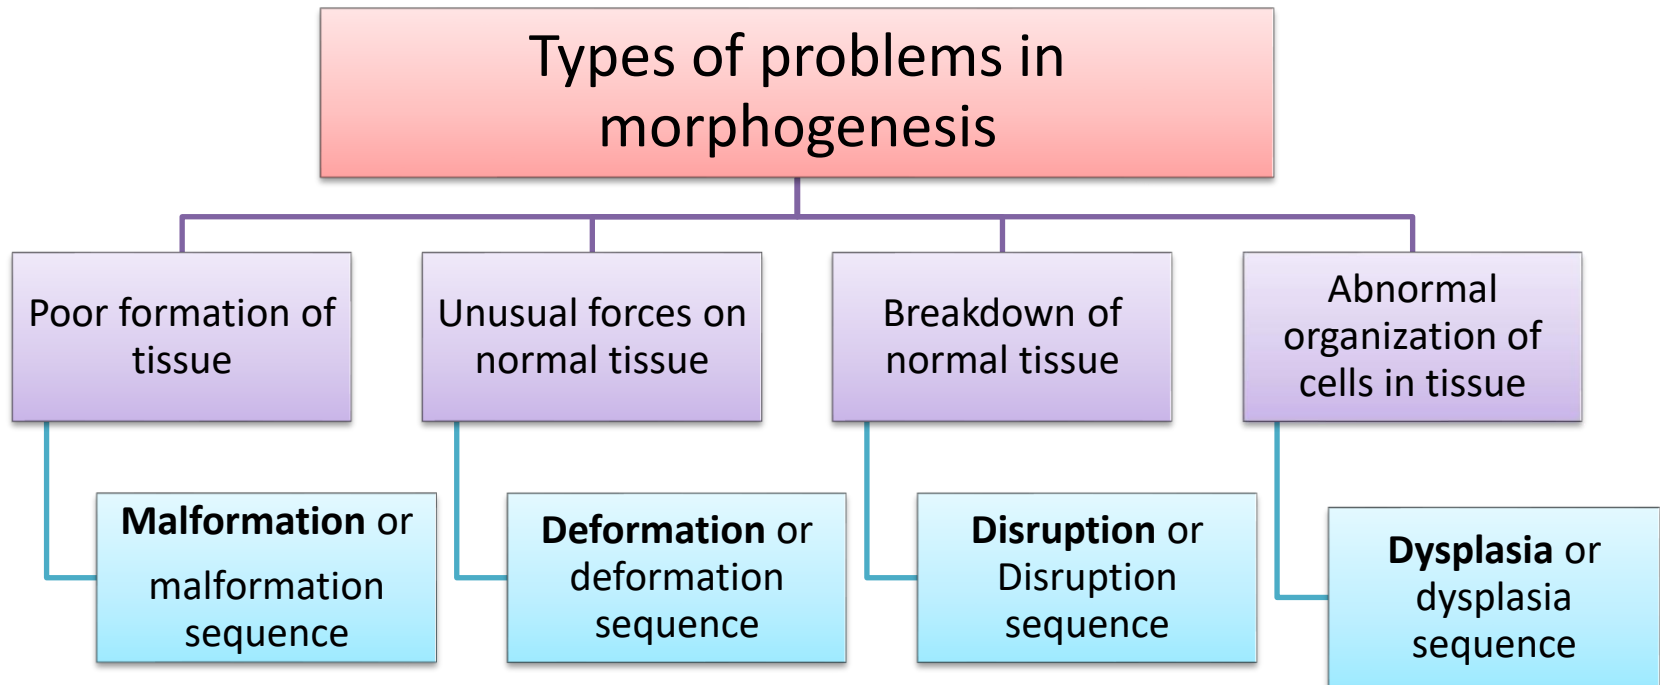 Types of problems in
morphogenesis
Poor formation of
tissue
Unusual forces on
normal tissue
Breakdown of
normal tissue
Abnormal
organization of
cells in tissue
Malformation or
malformation
sequence
Deformation or
deformation
sequence
Disruption or
Disruption
sequence
Dysplasia or
dysplasia
sequence